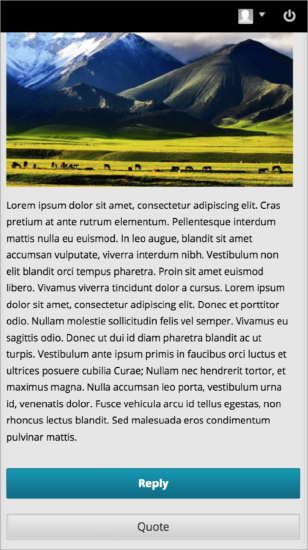 Lorem ipsum dolor sit amet, consectetur adipiscing elit. Cras
pretium at ante rutrum elementum. Pellentesque interdum
mattis nulla eu euismod. In leo augue, blandit sit amet
accumsan vulputate, viverra interdum nibh. Vestibulum non
elit blandit orci tempus pharetra. Proin sit amet euismod
libero. Vivamus viverra tincidunt dolor a cursus. Lorem ipsum
dolor sit amet, consectetur adipiscing elit. Donec et porttitor
odio. Nullam molestie sollicitudin felis vel semper. Vivamus eu
sagittis odio. Donec ut dui id diam pharetra blandit ac ut
turpis. Vestibulum ante ipsum primis in faucibus orci luctus et
ultrices posuere cubilia Curae; Nullam nec hendrerit tortor, et
maximus magna. Nulla accumsan leo porta, vestibulum urna
id, venenatis dolor. Fusce vehicula arcu id tellus egestas, non
rhoncus lectus blandit. Sed malesuada eros condimentum
pulvinar mattis.
Reply
Quote